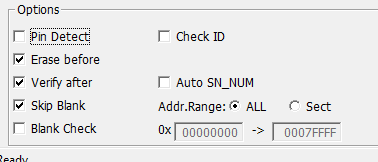 Options
Pin Detect Check ID
Erase before
Verify after Auto SN_NUM
Skip Blank Addr.Range: ALL Sect
Blank Check 0x 00000000 -> 0007FFFF
Ready